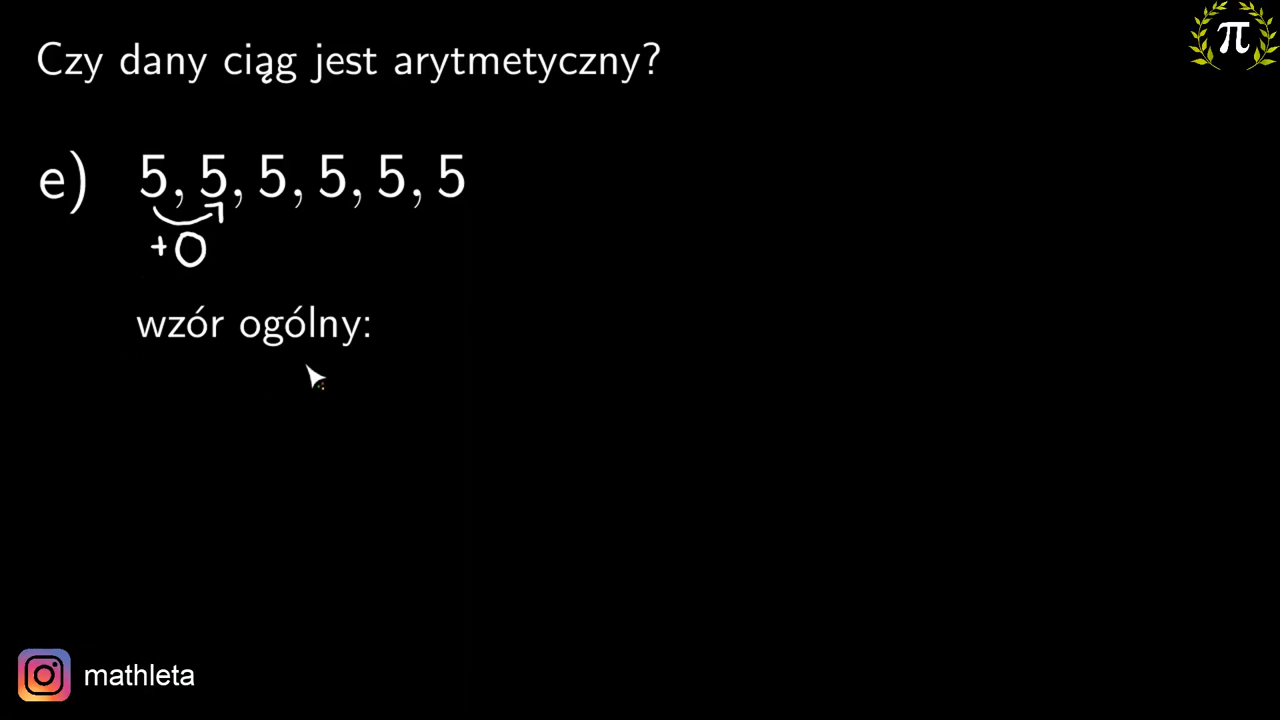 Czy dany ciąg jest arytmetyczny?
π
e) 5, 5, 5, 5, 5, 5
+0
wzór ogólny:
mathleta